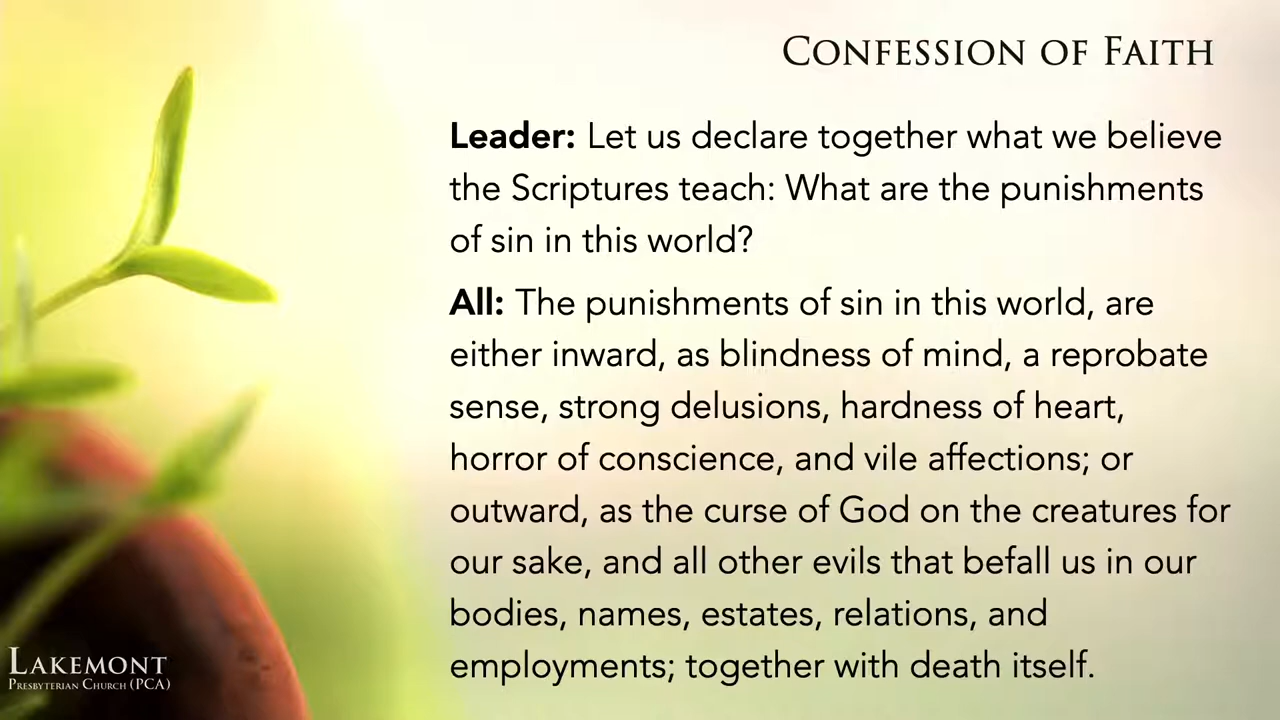 CONFESSION OF FAITH
Leader: Let us declare together what we believe
the Scriptures teach: What are the punishments
of sin in this world?
All: The punishments of sin in this world, are
either inward, as blindness of mind, a reprobate
sense, strong delusions, hardness of heart,
horror of conscience, and vile affections; or
outward, as the curse of God on the creatures for
our sake, and all other evils that befall us in our
bodies, names, estates, relations, and
employments; together with death itself.
LAKEMONT
PRESBYTERIAN CHURCH (PCA)